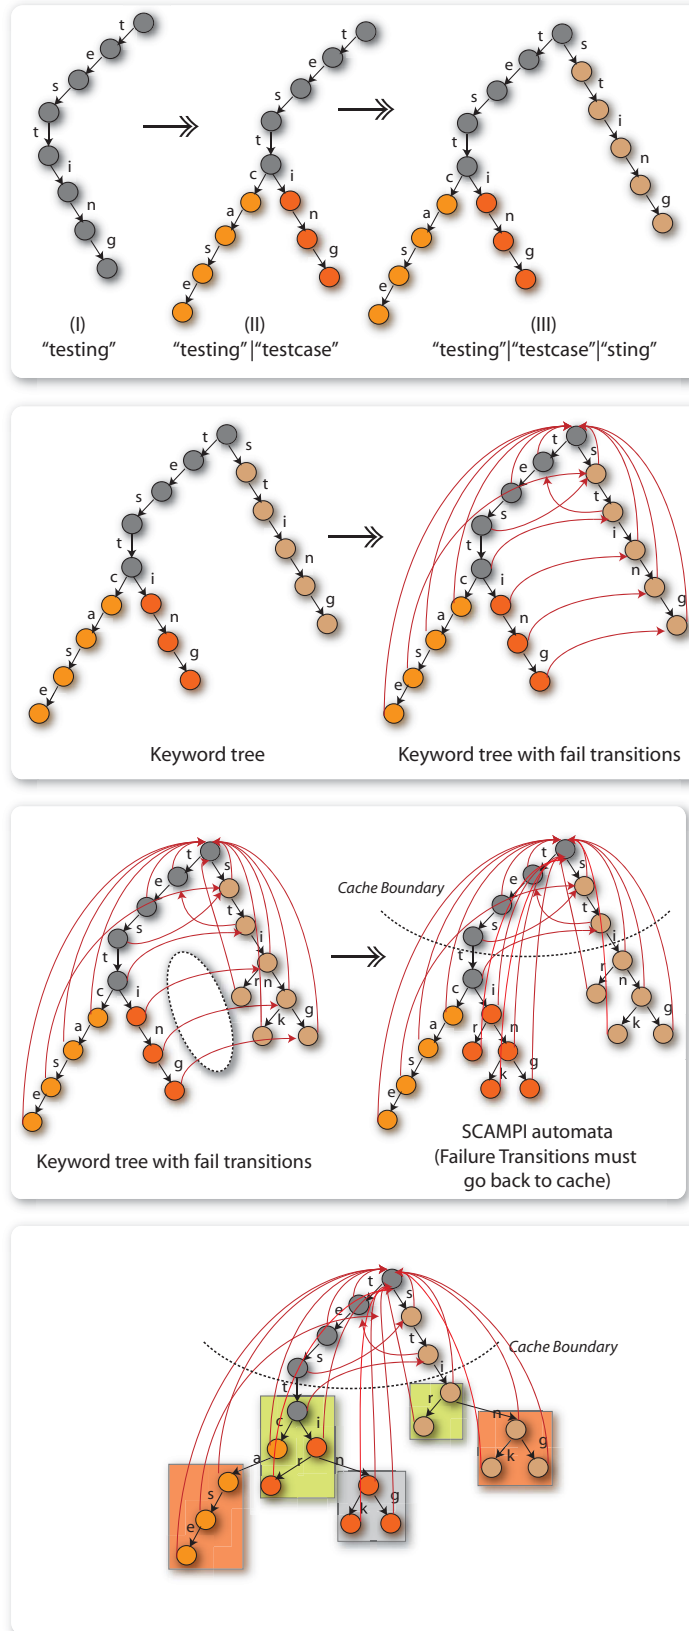 t t t
e e e s
s s s t
t t t i
i c i c i n
n a n a n g
g s g s g
e e
(I) (II) (III)
"testing" "testing"|"testcase" "testing"|"testcase"|"sting"
t s t s
e t e t
s i s i
t n t n
c i g c i g
a n a n
s g s g
e e
Keyword tree Keyword tree with fail transitions
t s t s
Cache Boundary
e t e t
s i s i
t r n t r n
c i k g c i k g
a n a r n
s g s k g
e e
Keyword tree with fail transitions
SCAMPI automata
(Failure Transitions must
go back to cache)
t s
e t
Cache Boundary
s i
t r n
c i k g
a r n
s k g
e